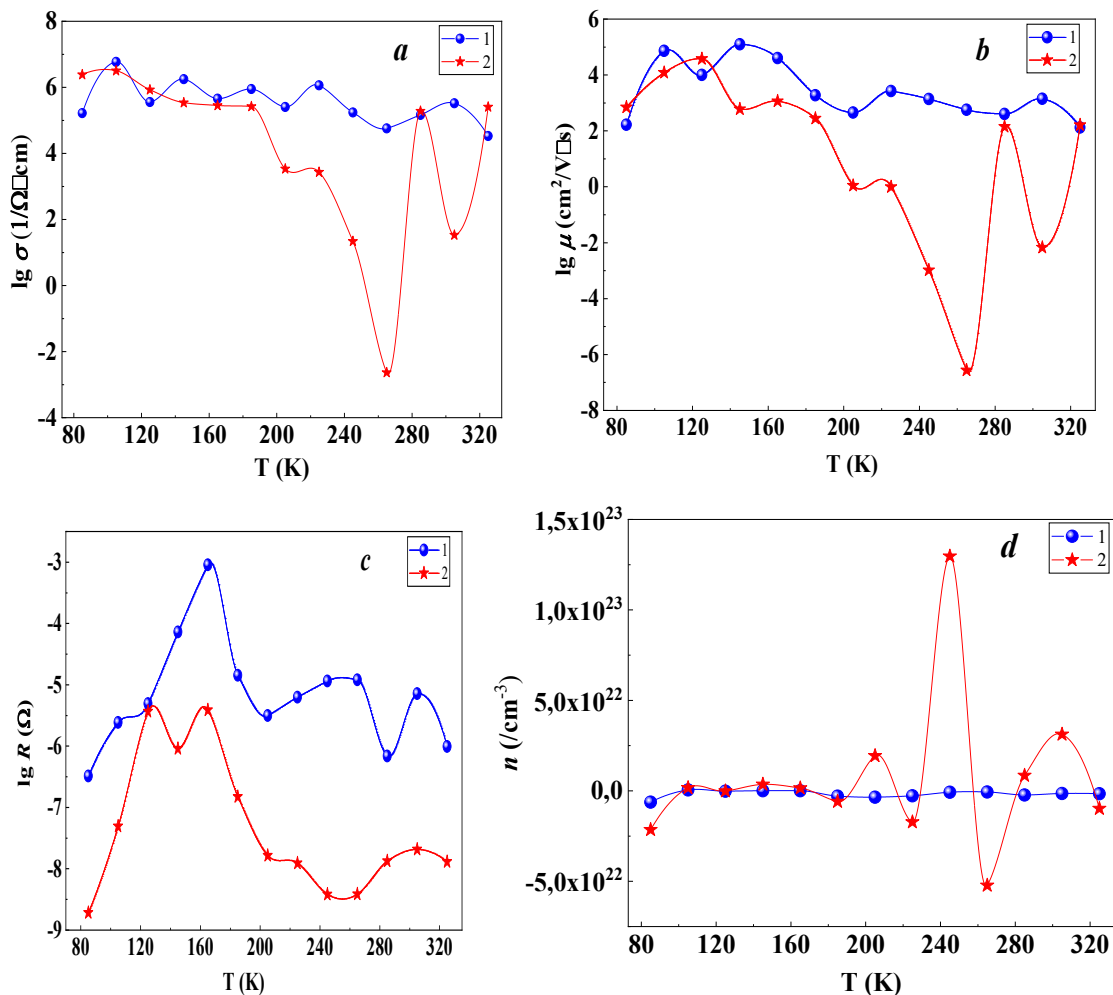 a
1
2
8
6
4
2
0
-2
-4
lg σ (1/Ω□cm)
80 120 160 200 240 280 320
T (K)
b
1
2
8
6
4
2
0
-2
-4
-6
-8
lg μ (cm²/V□s)
80 120 160 200 240 280 320
T (K)
c
1
2
-3
-4
-5
-6
-7
-8
-9
lg R (Ω)
80 120 160 200 240 280 320
T (K)
d
1
2
1,5x10²³
1,0x10²³
5,0x10²²
0,0
-5,0x10²²
n (/cm⁻³)
80 120 160 200 240 280 320
T (K)